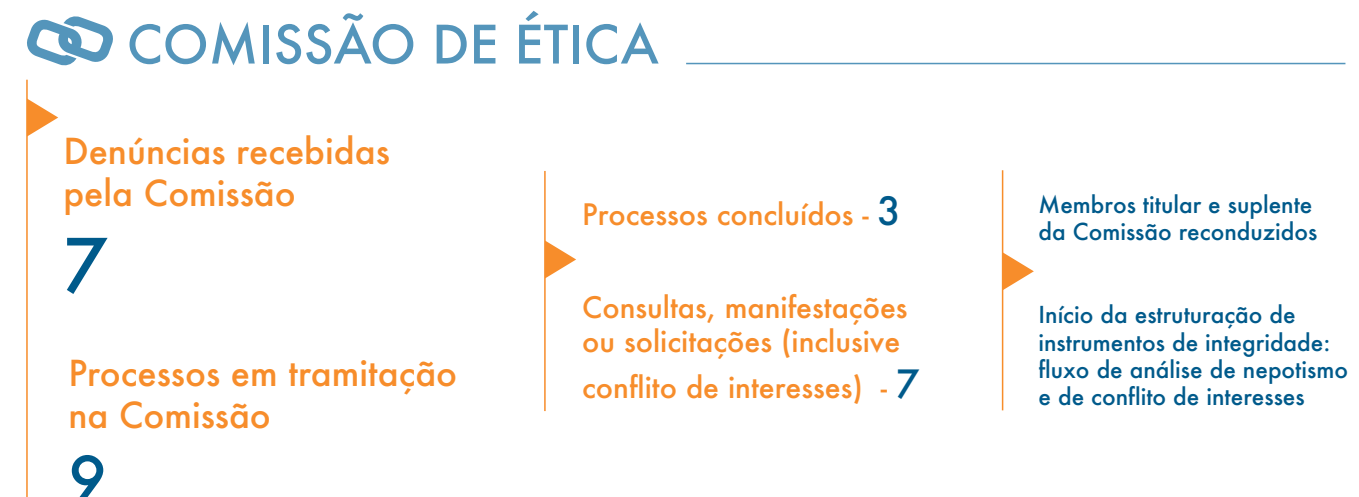 COMISSÃO DE ÉTICA
Denúncias recebidas
pela Comissão
7
Processos em tramitação
na Comissão
9
Processos concluídos - 3
Consultas, manifestações
ou solicitações (inclusive
conflito de interesses) - 7
Membros titular e suplente
da Comissão reconduzidos
Início da estruturação de
instrumentos de integridade:
fluxo de análise de nepotismo
e de conflito de interesses